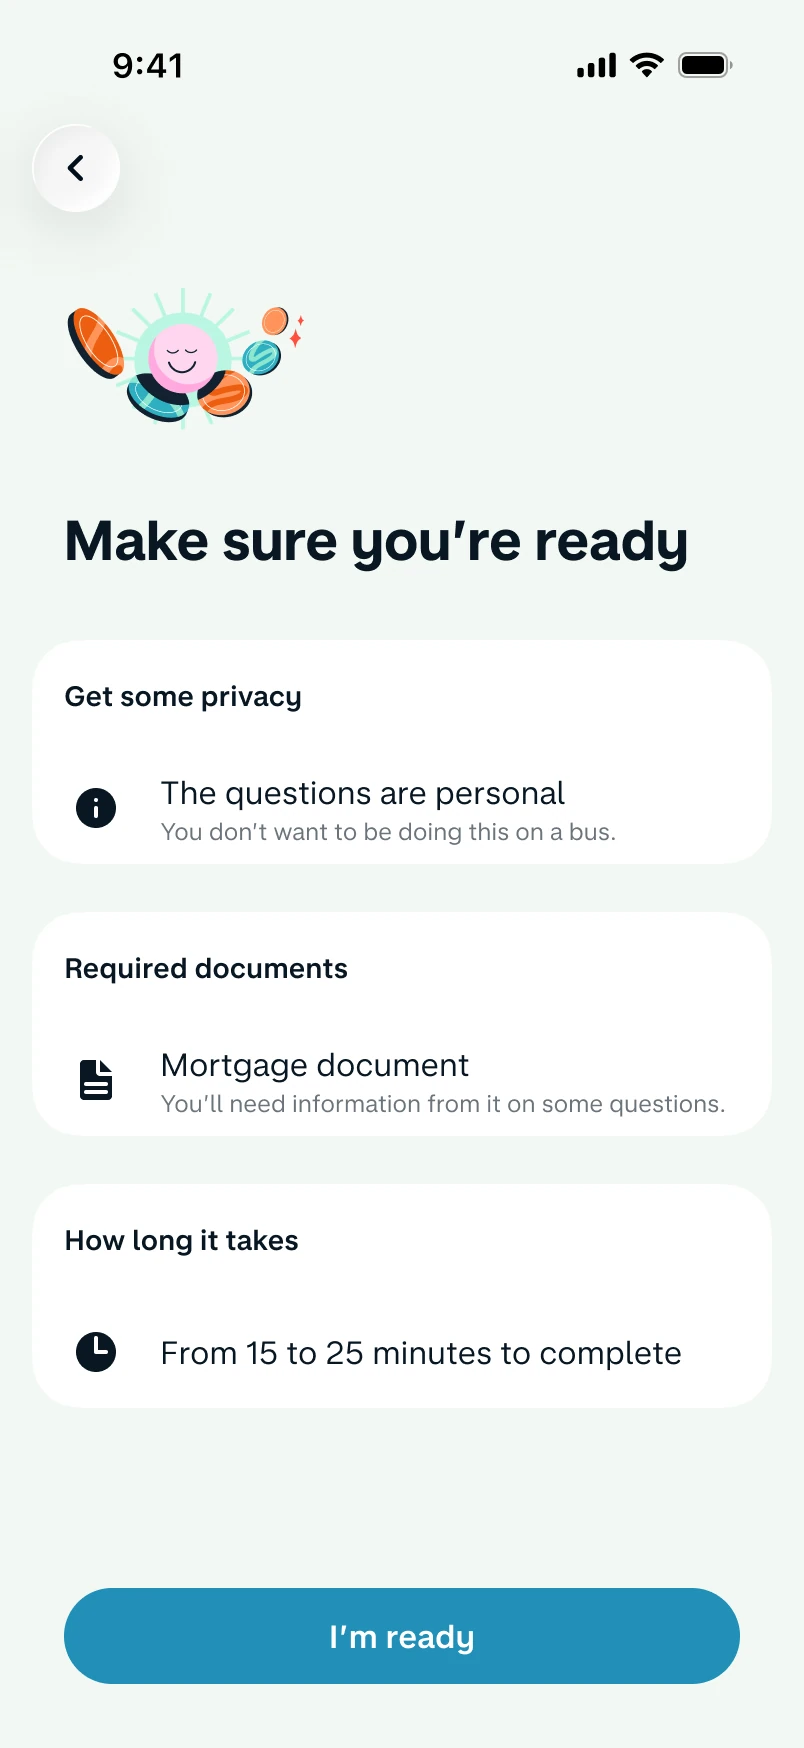 9:41
Make sure you’re ready
Get some privacy
The questions are personal
You don’t want to be doing this on a bus.
Required documents
Mortgage document
You’ll need information from it on some questions.
How long it takes
From 15 to 25 minutes to complete
I’m ready